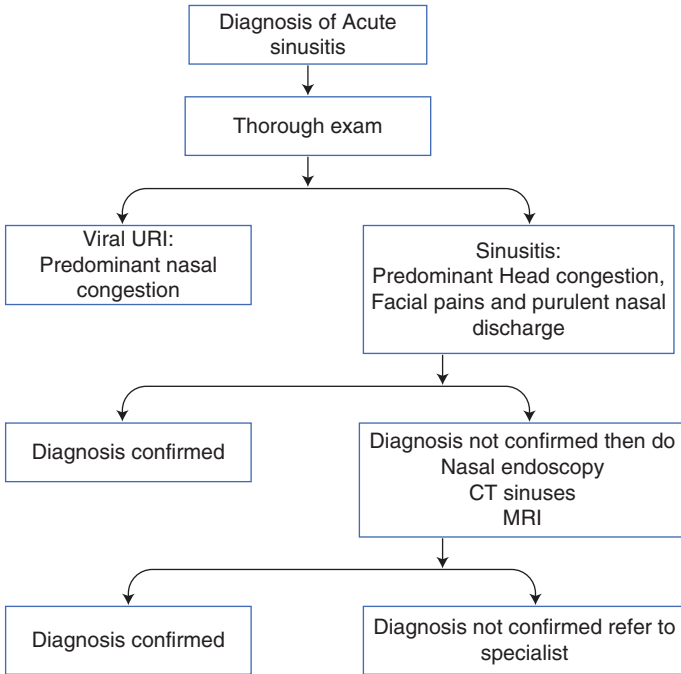 Diagnosis of Acute
sinusitis
Thorough exam
Viral URI:
Predominant nasal
congestion
Sinusitis:
Predominant Head congestion,
Facial pains and purulent nasal
discharge
Diagnosis confirmed
Diagnosis not confirmed then do
Nasal endoscopy
CT sinuses
MRI
Diagnosis confirmed
Diagnosis not confirmed refer to
specialist